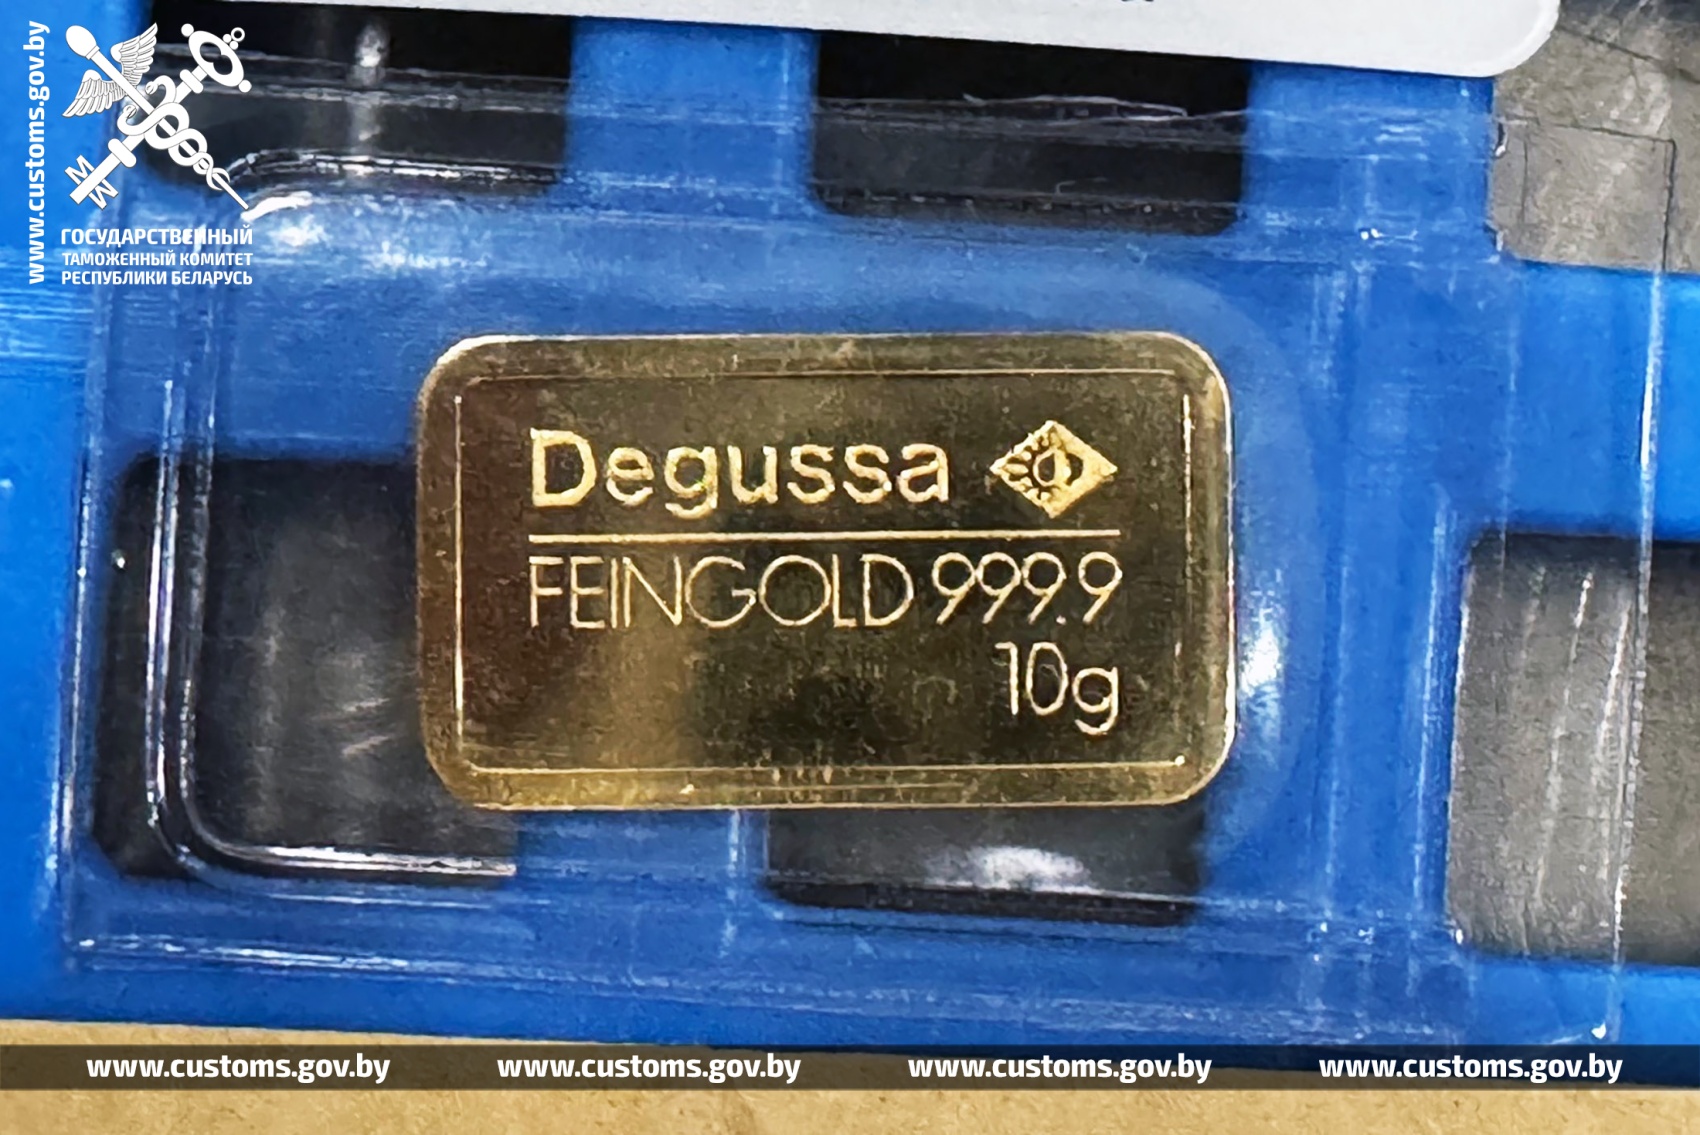 www.customs.gov.by
ГОСУДАРСТВЕННЫЙ
ТАМОЖЕННЫЙ КОМИТЕТ
РЕСПУБЛИКИ БЕЛАРУСЬ
Degussa
FEINGOLD 999.9
10g
www.customs.gov.by www.customs.gov.by www.customs.gov.by www.customs.gov.by